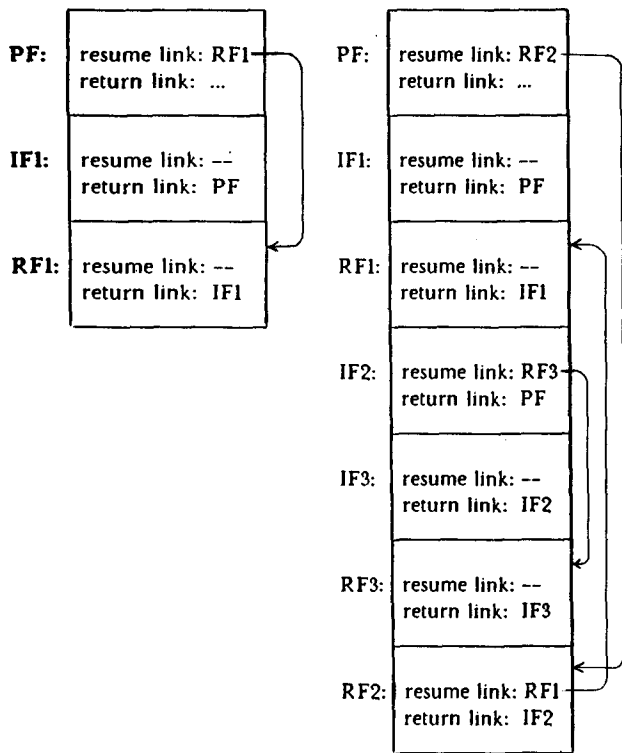 PF: resume link: RF1
return link: ...
IF1: resume link: --
return link: PF
RF1: resume link: --
return link: IF1
PF: resume link: RF2
return link: ...
IF1: resume link: --
return link: PF
RF1: resume link: --
return link: IF1
IF2: resume link: RF3
return link: PF
IF3: resume link: --
return link: IF2
RF3: resume link: --
return link: IF3
RF2: resume link: RF1
return link: IF2